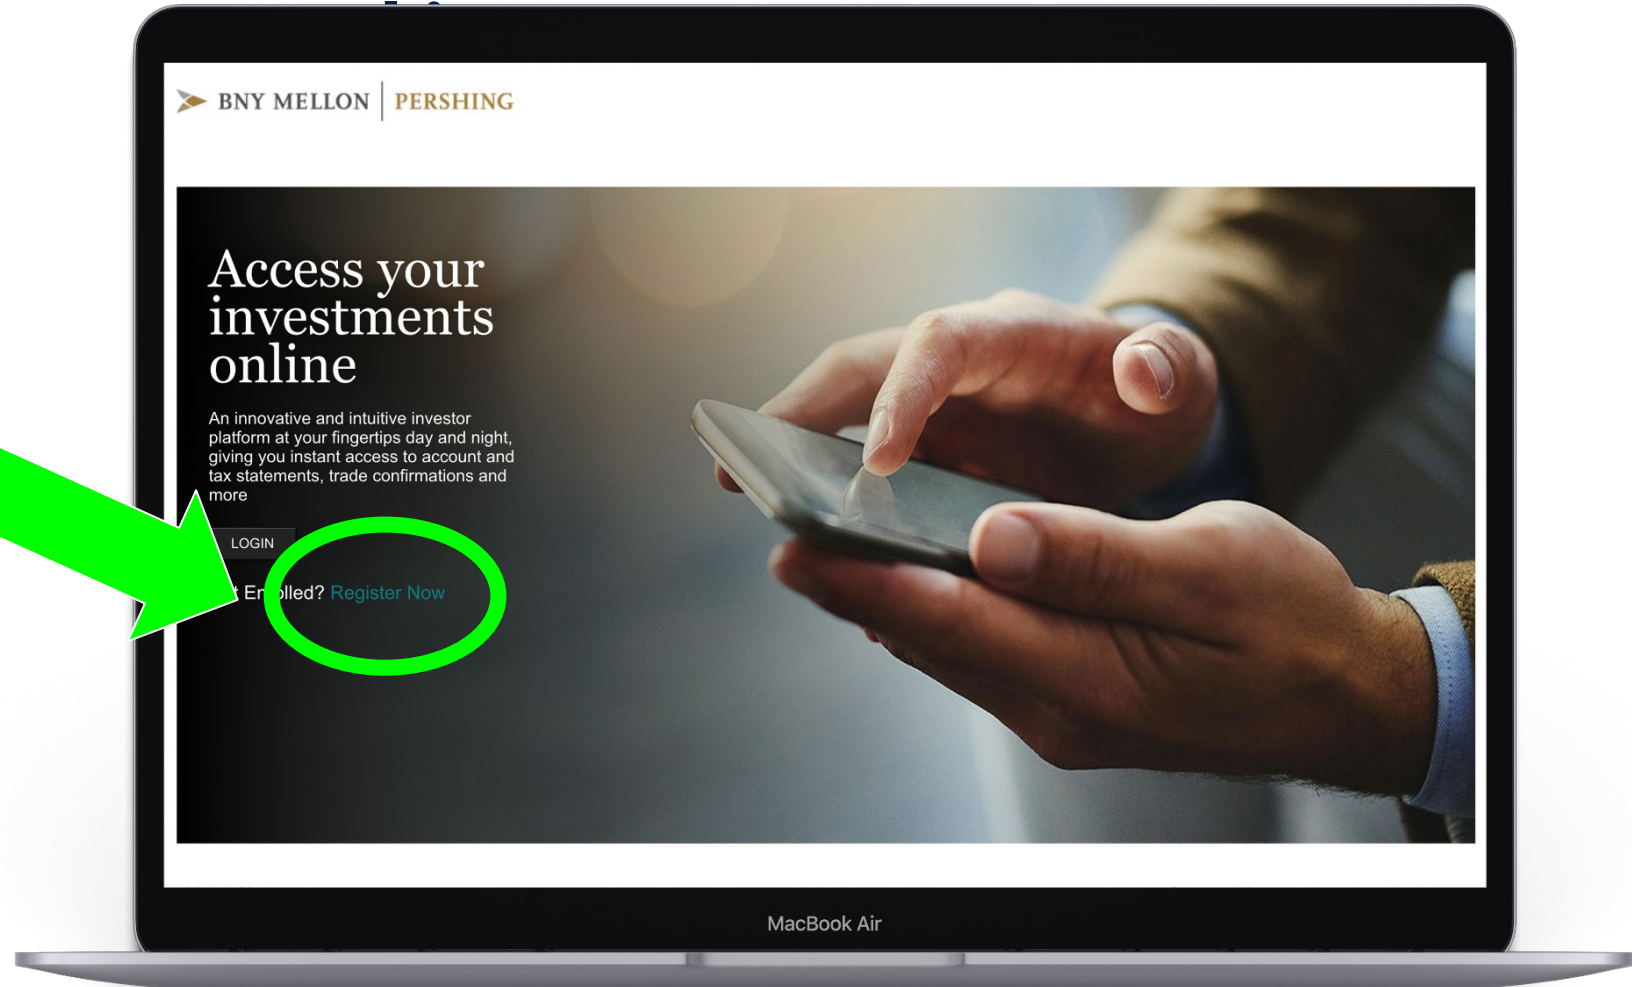 BNY MELLON | PERSHING
Access your
investments
online
An innovative and intuitive investor
platform at your fingertips day and night,
giving you instant access to account and
tax statements, trade confirmations and
more
LOGIN
Enrolled? Register Now
MacBook Air